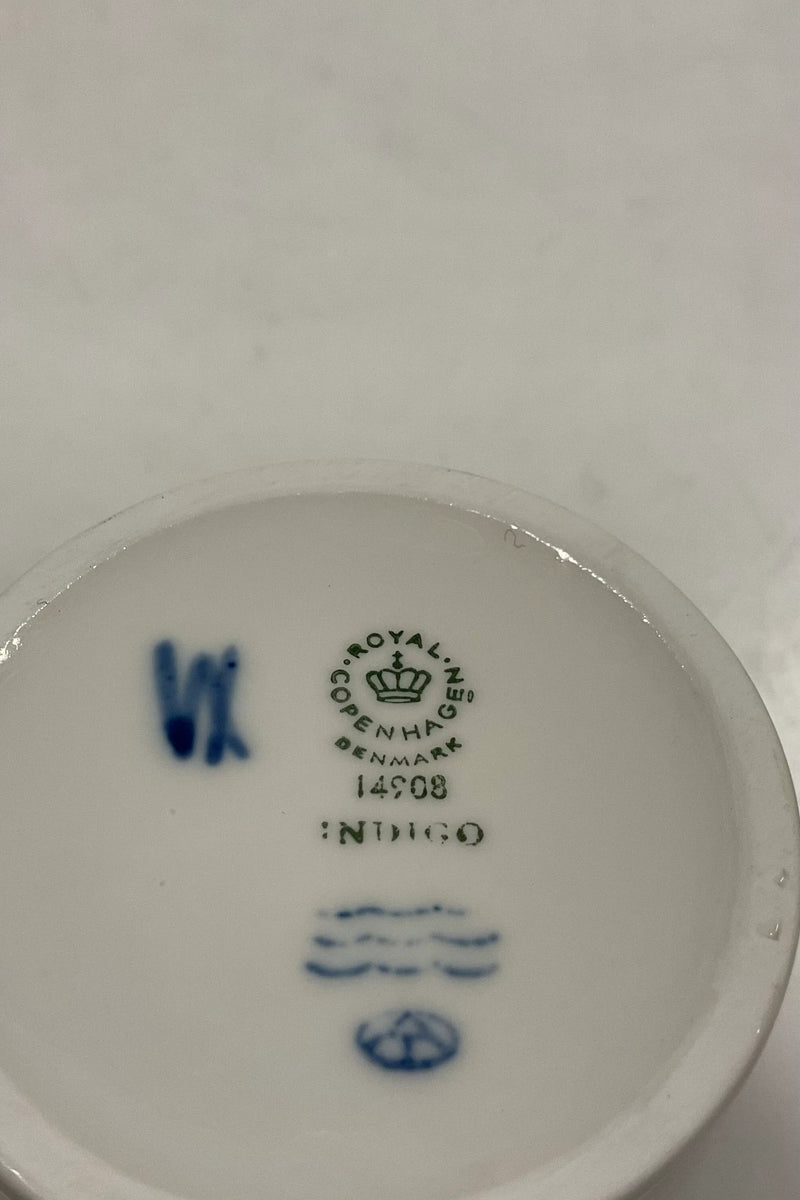 ROYAL
COPENHAGEN
DENMARK
14908
INDIGO